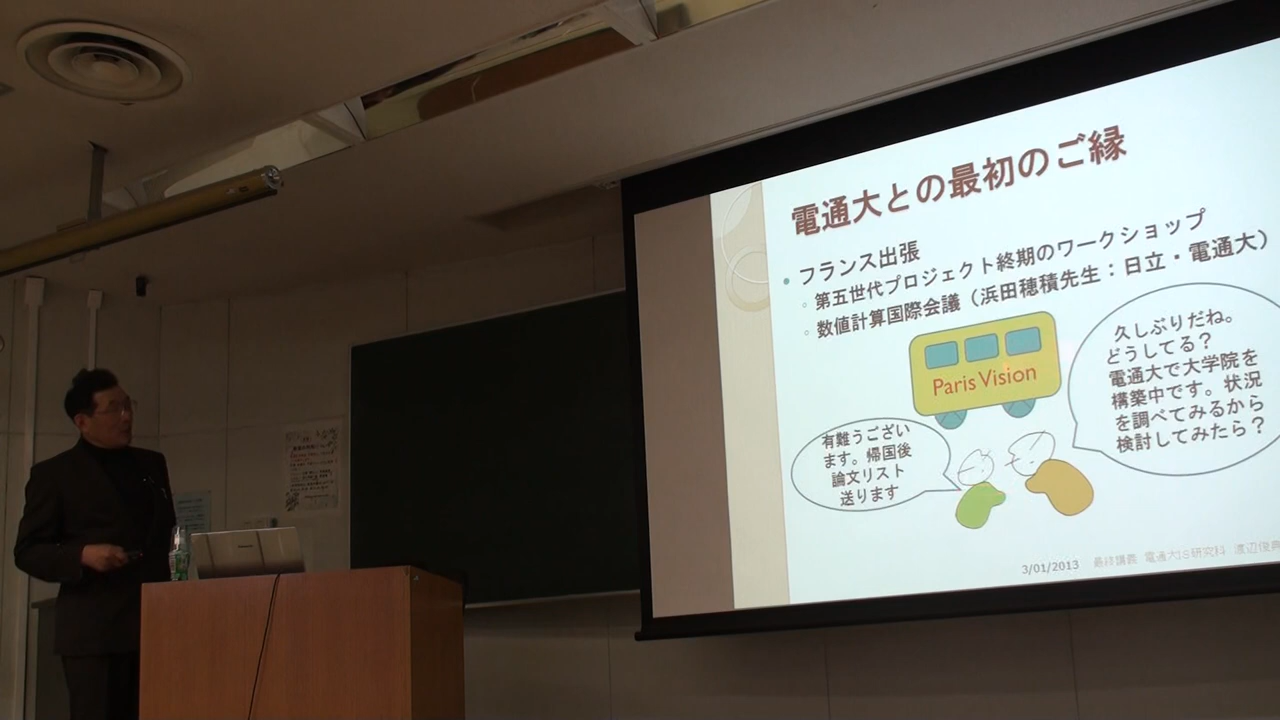 電通大との最初のご縁
フランス出張
第五世代プロジェクト終期のワークショップ
数値計算国際会議（浜田穂積先生：日立・電通大）
Paris Vision
久しぶりだね。
どうしてる？
電通大で大学院を
構築中です。状況
を調べてみるから
検討してみたら？
有難うござい
ます。帰国後
論文リスト
送ります
3/01/2013 最終講義 電通大IS研究科 渡辺俊典
Panasonic